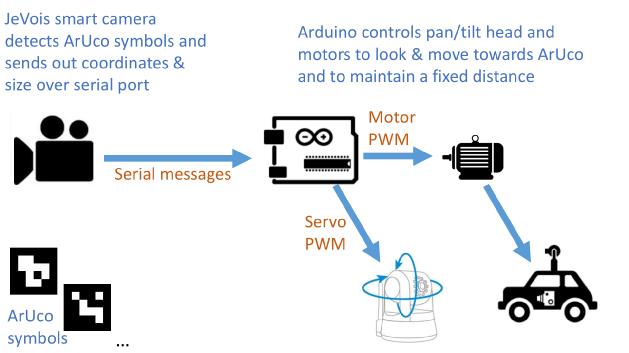 JeVois smart camera
detects ArUco symbols and
sends out coordinates &
size over serial port
Arduino controls pan/tilt head and
motors to look & move towards ArUco
and to maintain a fixed distance
Motor
PWM
Serial messages
Servo
PWM
ArUco
symbols
...